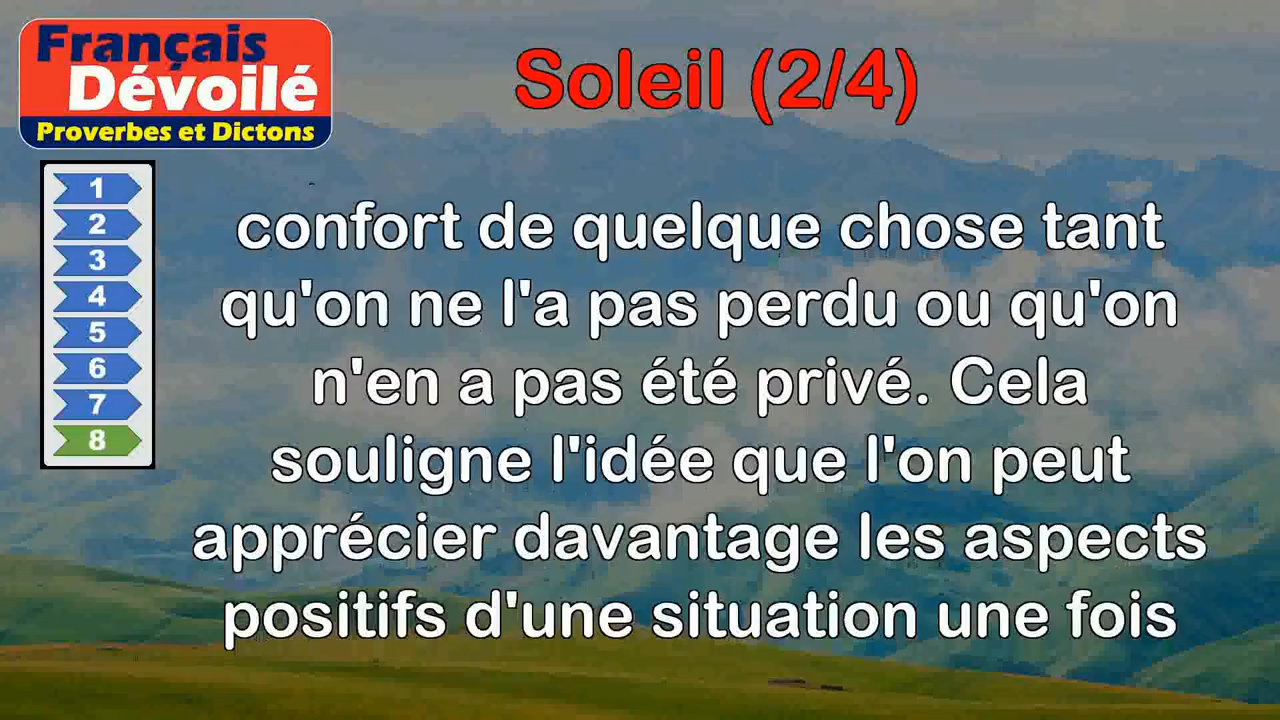 Français
Dévoilé
Proverbes et Dictons
Soleil (2/4)
1
2
3
4
5
6
7
8
confort de quelque chose tant
qu'on ne l'a pas perdu ou qu'on
n'en a pas été privé. Cela
souligne l'idée que l'on peut
apprécier davantage les aspects
positifs d'une situation une fois